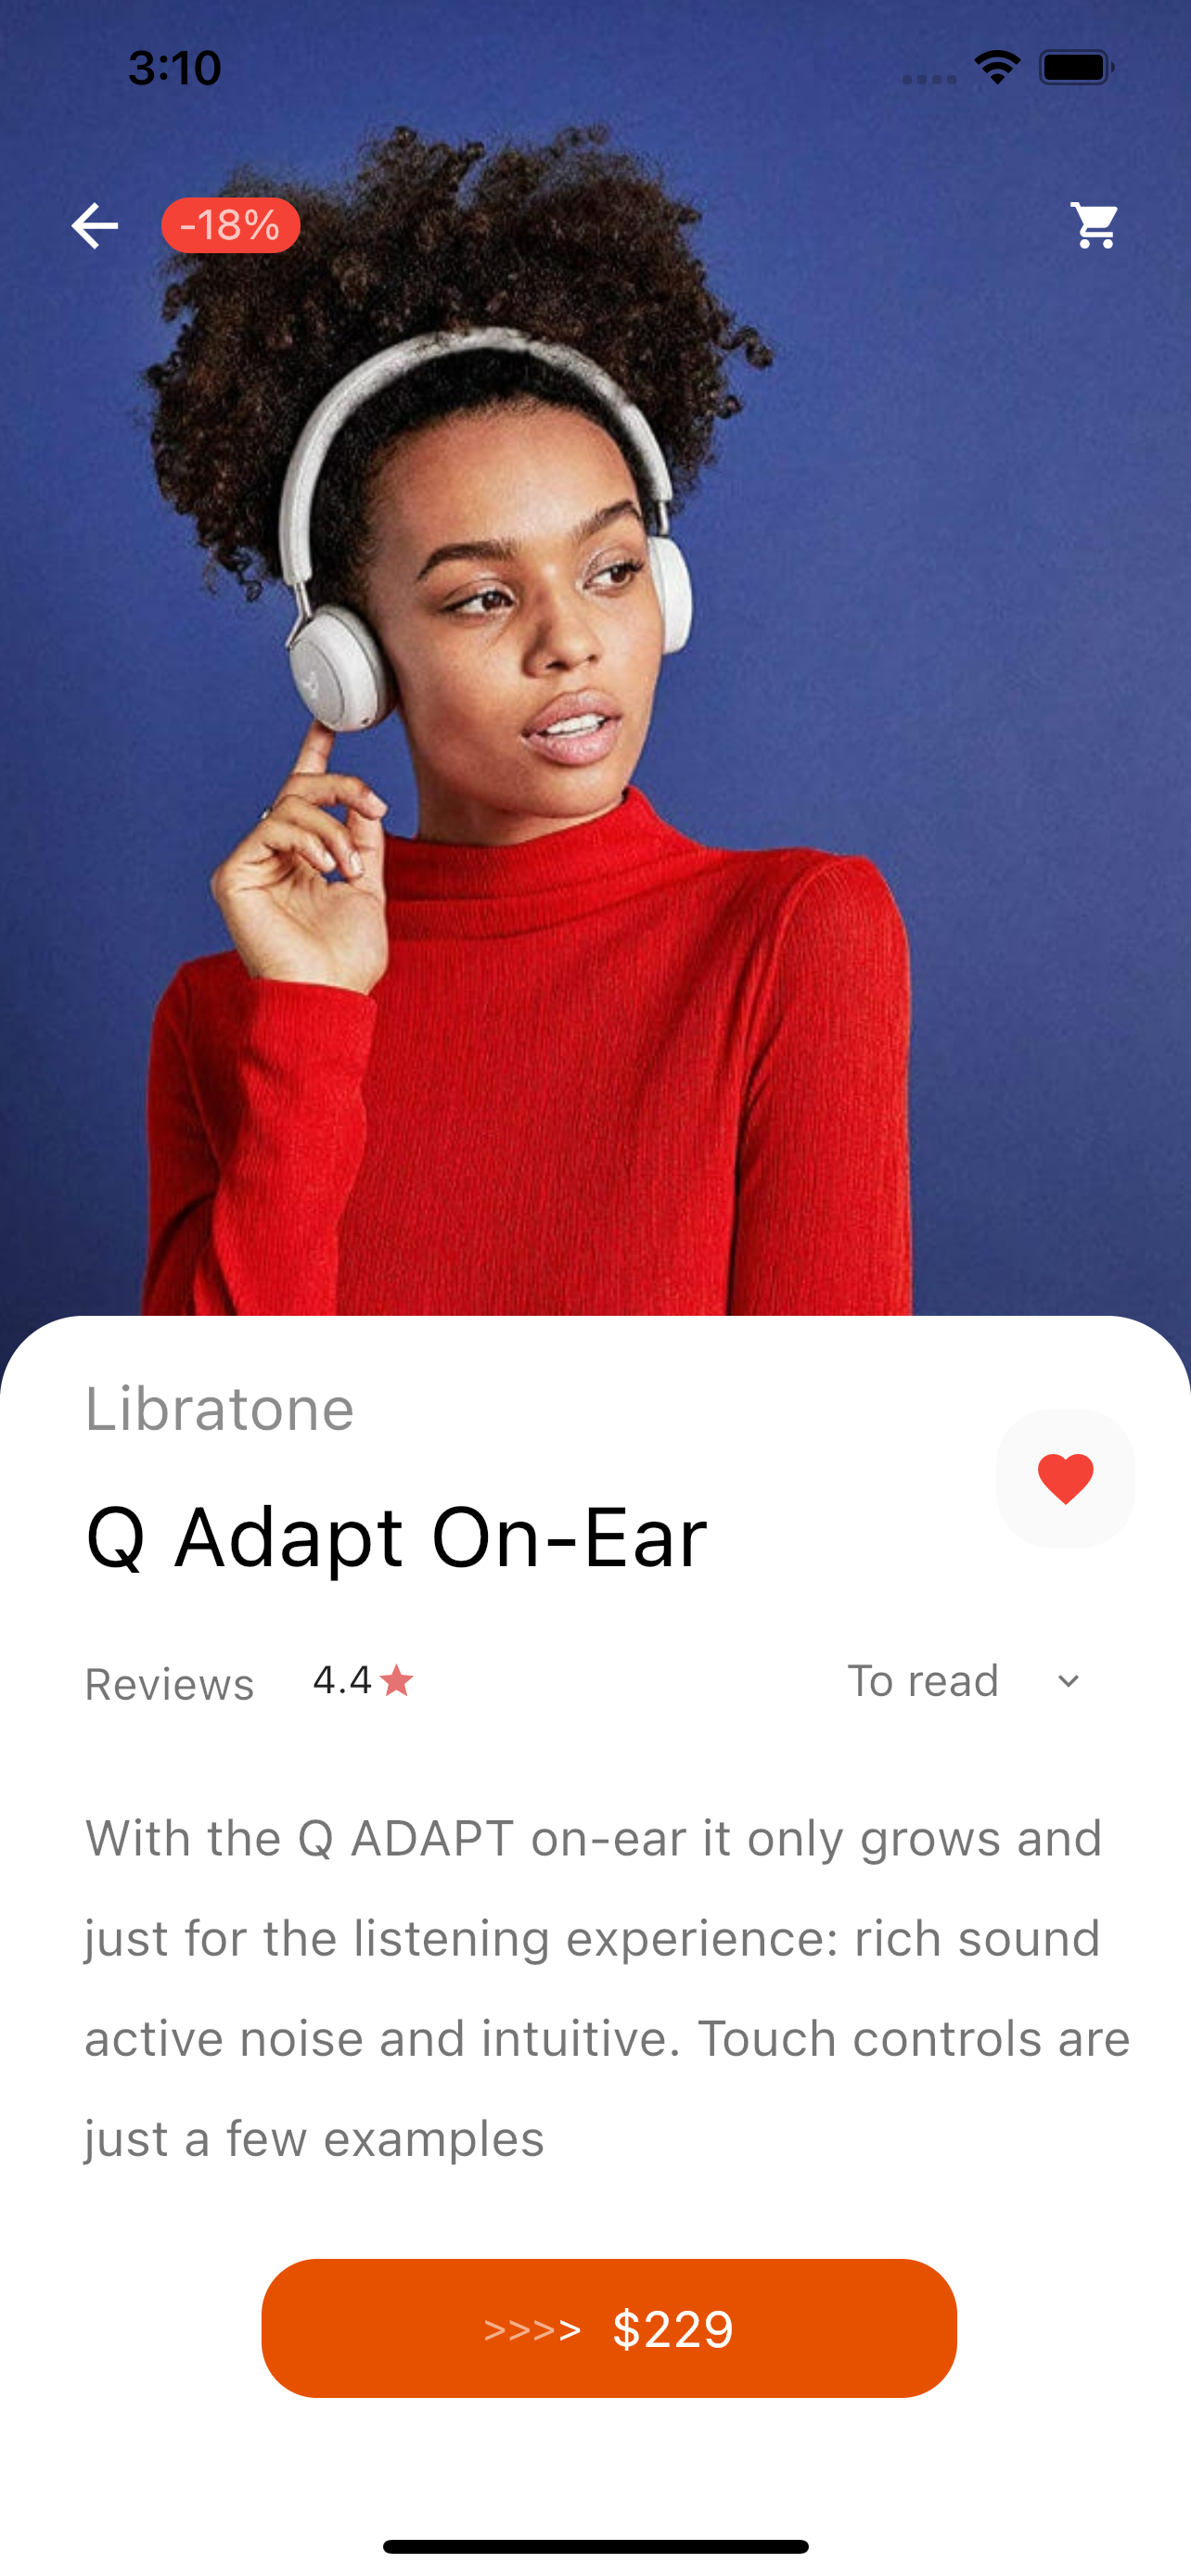 3:10
-18%
Libratone
Q Adapt On-Ear
Reviews 4.4 To read
With the Q ADAPT on-ear it only grows and
just for the listening experience: rich sound
active noise and intuitive. Touch controls are
just a few examples
>>>> $229